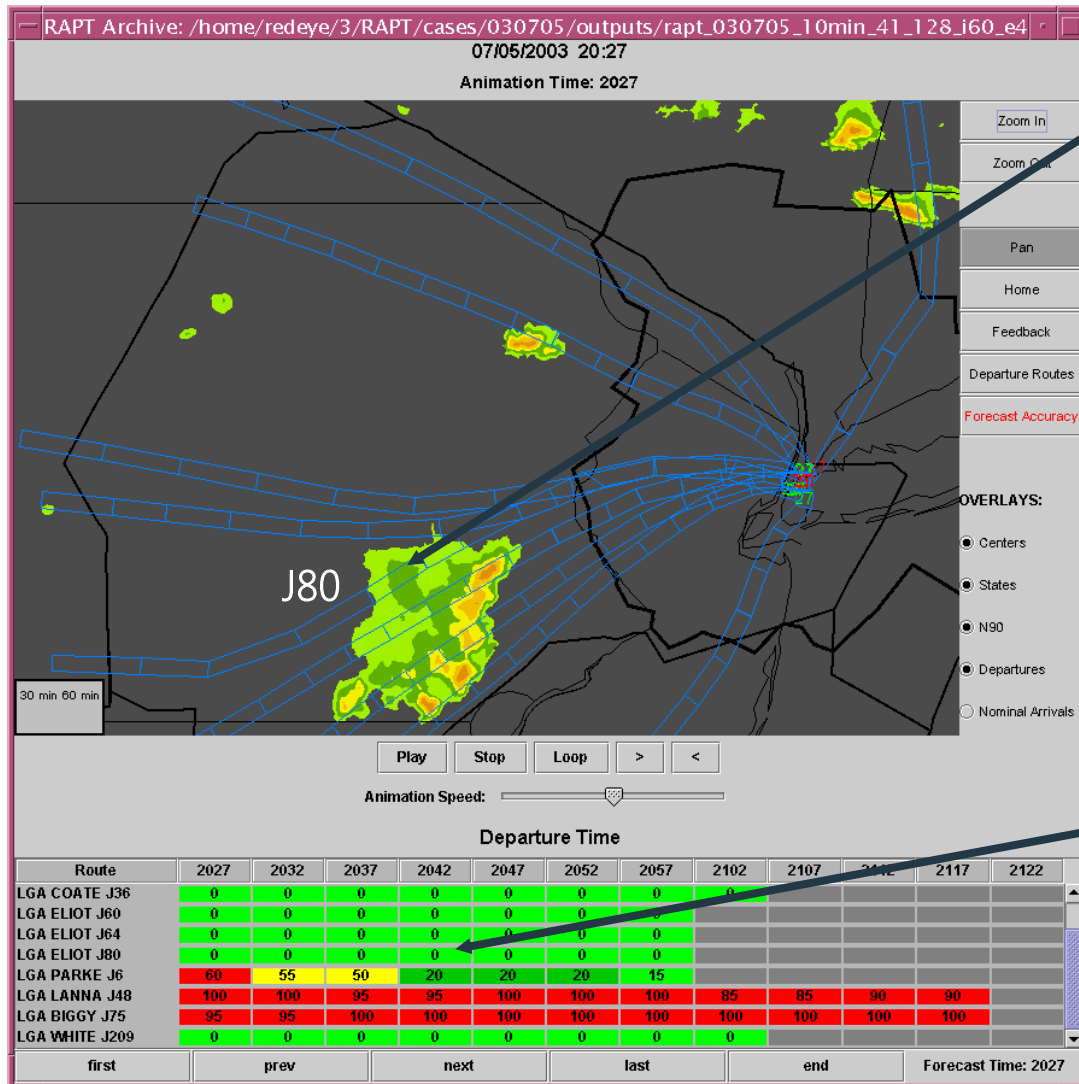 RAPT Archive: /home/redeye/3/RAPT/cases/030705/outputs/rapt_030705_10min_41_128_i60_e4
07/05/2003 20:27
Animation Time: 2027
Zoom In
Zoom Out
Pan
Home
Feedback
Departure Routes
Forecast Accuracy
27
27
J80
OVERLAYS:
Centers
States
N90
Departures
Nominal Arrivals
30 min 60 min
Play Stop Loop > <
Animation Speed:
Departure Time
Route 2027 2032 2037 2042 2047 2052 2057 2102 2107 2112 2117 2122
LGA COATE J36 0 0 0 0 0 0 0 0
LGA ELIOT J60 0 0 0 0 0 0 0
LGA ELIOT J64 0 0 0 0 0 0 0
LGA ELIOT J80 0 0 0 0 0 0 0
LGA PARKE J6 60 55 50 20 20 20 15
LGA LANNA J48 100 100 95 95 100 100 100 85 85 90 90
LGA BIGGY J75 95 95 100 100 100 100 100 100 100 100 100
LGA WHITE J209 0 0 0 0 0 0 0 0
first prev next last end Forecast Time: 2027